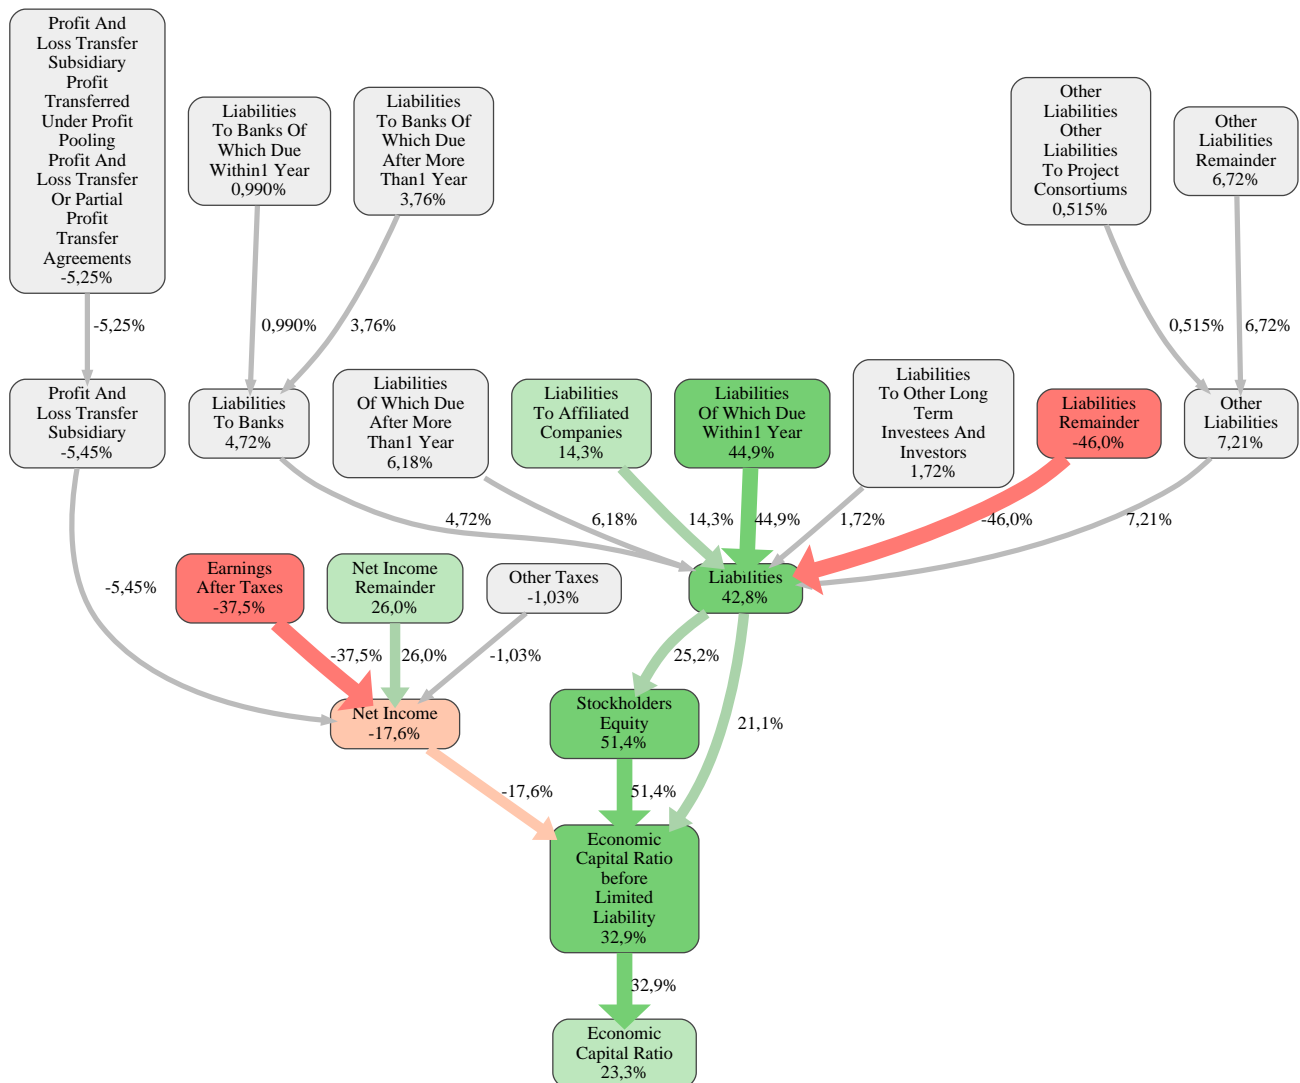 Profit And
Loss Transfer
Subsidiary
Profit
Transferred
Under Profit
Pooling
Profit And
Loss Transfer
Or Partial
Profit
Transfer
Agreements
-5,25%
Liabilities
To Banks Of
Which Due
Within1 Year
0,990%
Liabilities
To Banks Of
Which Due
After More
Than1 Year
3,76%
Other
Liabilities
Other
Liabilities
To Project
Consortiums
0,515%
Other
Liabilities
Remainder
6,72%
-5,25%
0,990%
3,76%
0,515%
6,72%
Profit And
Loss Transfer
Subsidiary
-5,45%
Liabilities
To Banks
4,72%
Liabilities
Of Which Due
After More
Than1 Year
6,18%
Liabilities
To Affiliated
Companies
14,3%
Liabilities
Of Which Due
Within1 Year
44,9%
Liabilities
To Other Long
Term
Investees And
Investors
1,72%
Liabilities
Remainder
-46,0%
Other
Liabilities
7,21%
4,72%
6,18%
14,3%
44,9%
1,72%
-46,0%
7,21%
-5,45%
Earnings
After Taxes
-37,5%
Net Income
Remainder
26,0%
Other Taxes
-1,03%
Liabilities
42,8%
-37,5%
26,0%
-1,03%
25,2%
21,1%
Net Income
-17,6%
Stockholders
Equity
51,4%
-17,6%
51,4%
Economic
Capital Ratio
before
Limited
Liability
32,9%
32,9%
Economic
Capital Ratio
23,3%